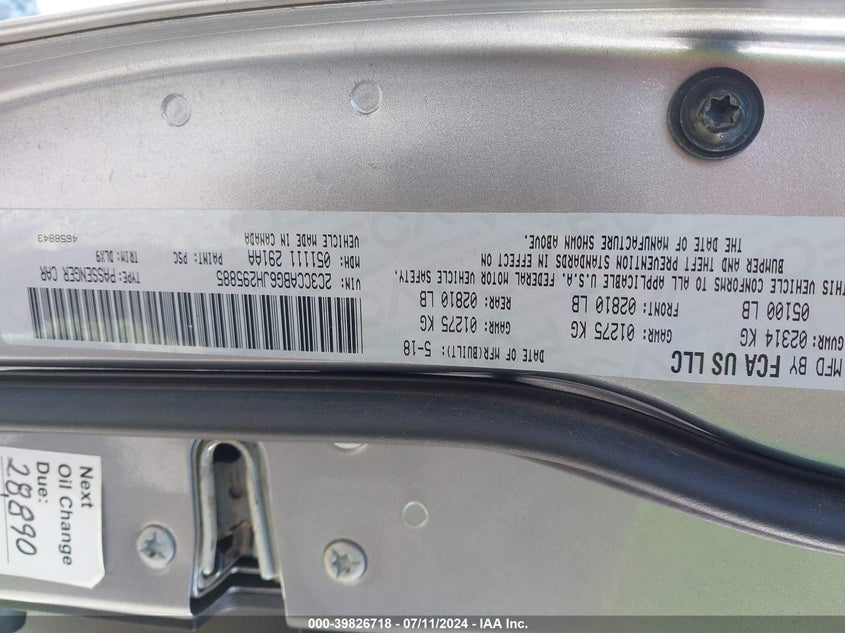 MFD BY FCA US LLC DATE OF MFR(BUILT): 5-18
GVWR: 02314 KG GAWR: 01275 KG GAWR: 01275 KG
05100 LB FRONT: 02810 LB REAR: 02810 LB
THIS VEHICLE CONFORMS TO ALL APPLICABLE U.S.A. FEDERAL MOTOR VEHICLE SAFETY,
BUMPER AND THEFT PREVENTION STANDARDS IN EFFECT ON
THE DATE OF MANUFACTURE SHOWN ABOVE.
VIN: 2C3CCABG6JH295885 TYPE: PASSENGER CAR
MDH: 051111 291AA PAINT: PSC TRIM: DLX9
VEHICLE MADE IN CANADA 4658843
Next
Oil Change
Due:
28,890
000-39826718 - 07/11/2024 - IAA Inc.